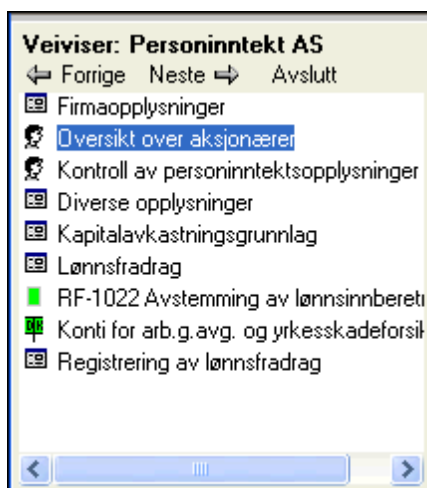 Veiviser: Personinntekt AS
Forrige Neste Avslutt
Firmaopplysninger
Oversikt over aksjonærer
Kontroll av personinntektsopplysninger
Diverse opplysninger
Kapitalavkastningsgrunnlag
Lønnsfradrag
RF-1022 Avstemming av lønnsinnberet
Konti for arb.g.avg. og yrkesskadeforsik
Registrering av lønnsfradrag